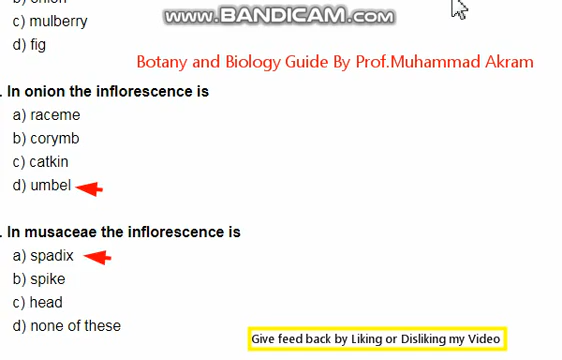 www.BANDICAM.com
c) mulberry
d) fig
Botany and Biology Guide By Prof.Muhammad Akram
. In onion the inflorescence is
a) raceme
b) corymb
c) catkin
d) umbel
. In musaceae the inflorescence is
a) spadix
b) spike
c) head
d) none of these
Give feed back by Liking or Disliking my Video